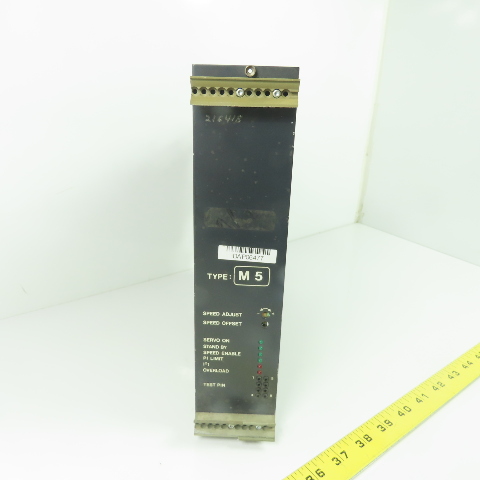 TYPE: M 5
SPEED ADJUST
SPEED OFFSET
SERVO ON
STAND BY
SPEED ENABLE
PI LIMIT
I²t
OVERLOAD
TEST PIN
36 37 38 39 40 41 42 43 44 45